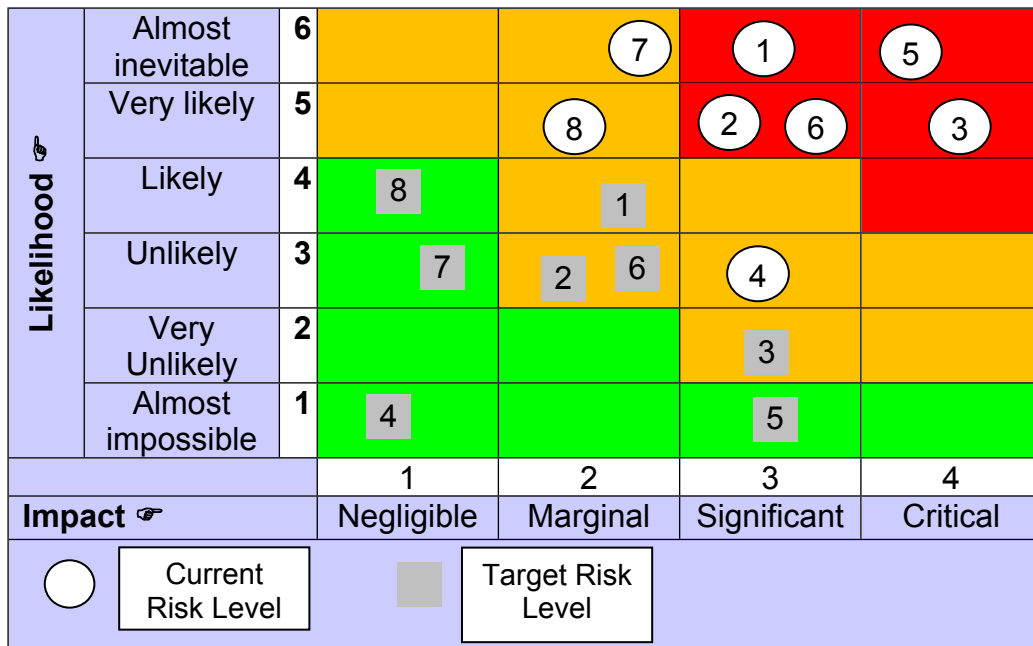 Almost
inevitable
6
7
1
5
Very likely
5
8
2
6
3
Likelihood ☝
Likely
4
8
1
Unlikely
3
7
2
6
4
Very
Unlikely
2
3
Almost
impossible
1
4
5
1
2
3
4
Impact ☞
Negligible
Marginal
Significant
Critical
Current
Risk Level
Target Risk
Level